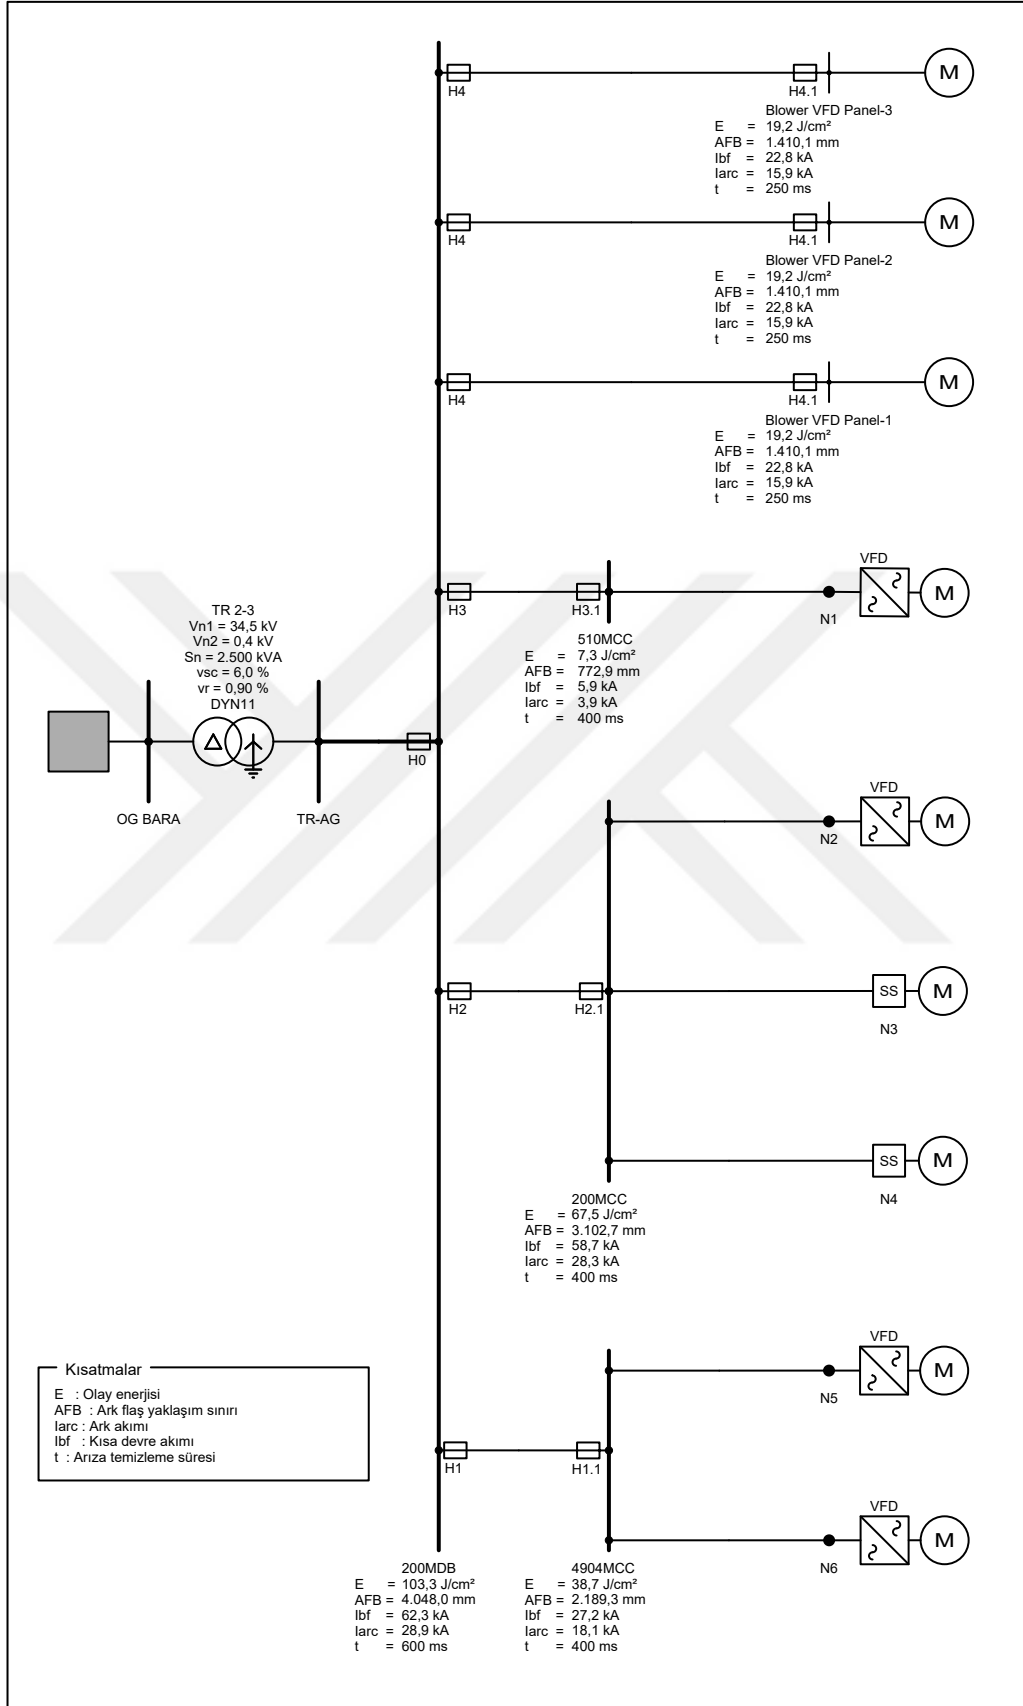 H4
H4.1
M
Blower VFD Panel-3
E = 19,2 J/cm²
AFB = 1.410,1 mm
Ibf = 22,8 kA
Iarc = 15,9 kA
t = 250 ms
H4
H4.1
M
Blower VFD Panel-2
E = 19,2 J/cm²
AFB = 1.410,1 mm
Ibf = 22,8 kA
Iarc = 15,9 kA
t = 250 ms
H4
H4.1
M
Blower VFD Panel-1
E = 19,2 J/cm²
AFB = 1.410,1 mm
Ibf = 22,8 kA
Iarc = 15,9 kA
t = 250 ms
H3
H3.1
N1
VFD
M
510MCC
E = 7,3 J/cm²
AFB = 772,9 mm
Ibf = 5,9 kA
Iarc = 3,9 kA
t = 400 ms
TR 2-3
Vn1 = 34,5 kV
Vn2 = 0,4 kV
Sn = 2.500 kVA
vsc = 6,0 %
vr = 0,90 %
DYN11
OG BARA
TR-AG
H0
N2
VFD
M
H2
H2.1
SS
M
N3
SS
M
N4
200MCC
E = 67,5 J/cm²
AFB = 3.102,7 mm
Ibf = 58,7 kA
Iarc = 28,3 kA
t = 400 ms
Kısatmalar
E : Olay enerjisi
AFB : Ark flaş yaklaşım sınırı
Iarc : Ark akımı
Ibf : Kısa devre akımı
t : Arıza temizleme süresi
VFD
M
N5
H1
H1.1
VFD
M
N6
200MDB
E = 103,3 J/cm²
AFB = 4.048,0 mm
Ibf = 62,3 kA
Iarc = 28,9 kA
t = 600 ms
4904MCC
E = 38,7 J/cm²
AFB = 2.189,3 mm
Ibf = 27,2 kA
Iarc = 18,1 kA
t = 400 ms